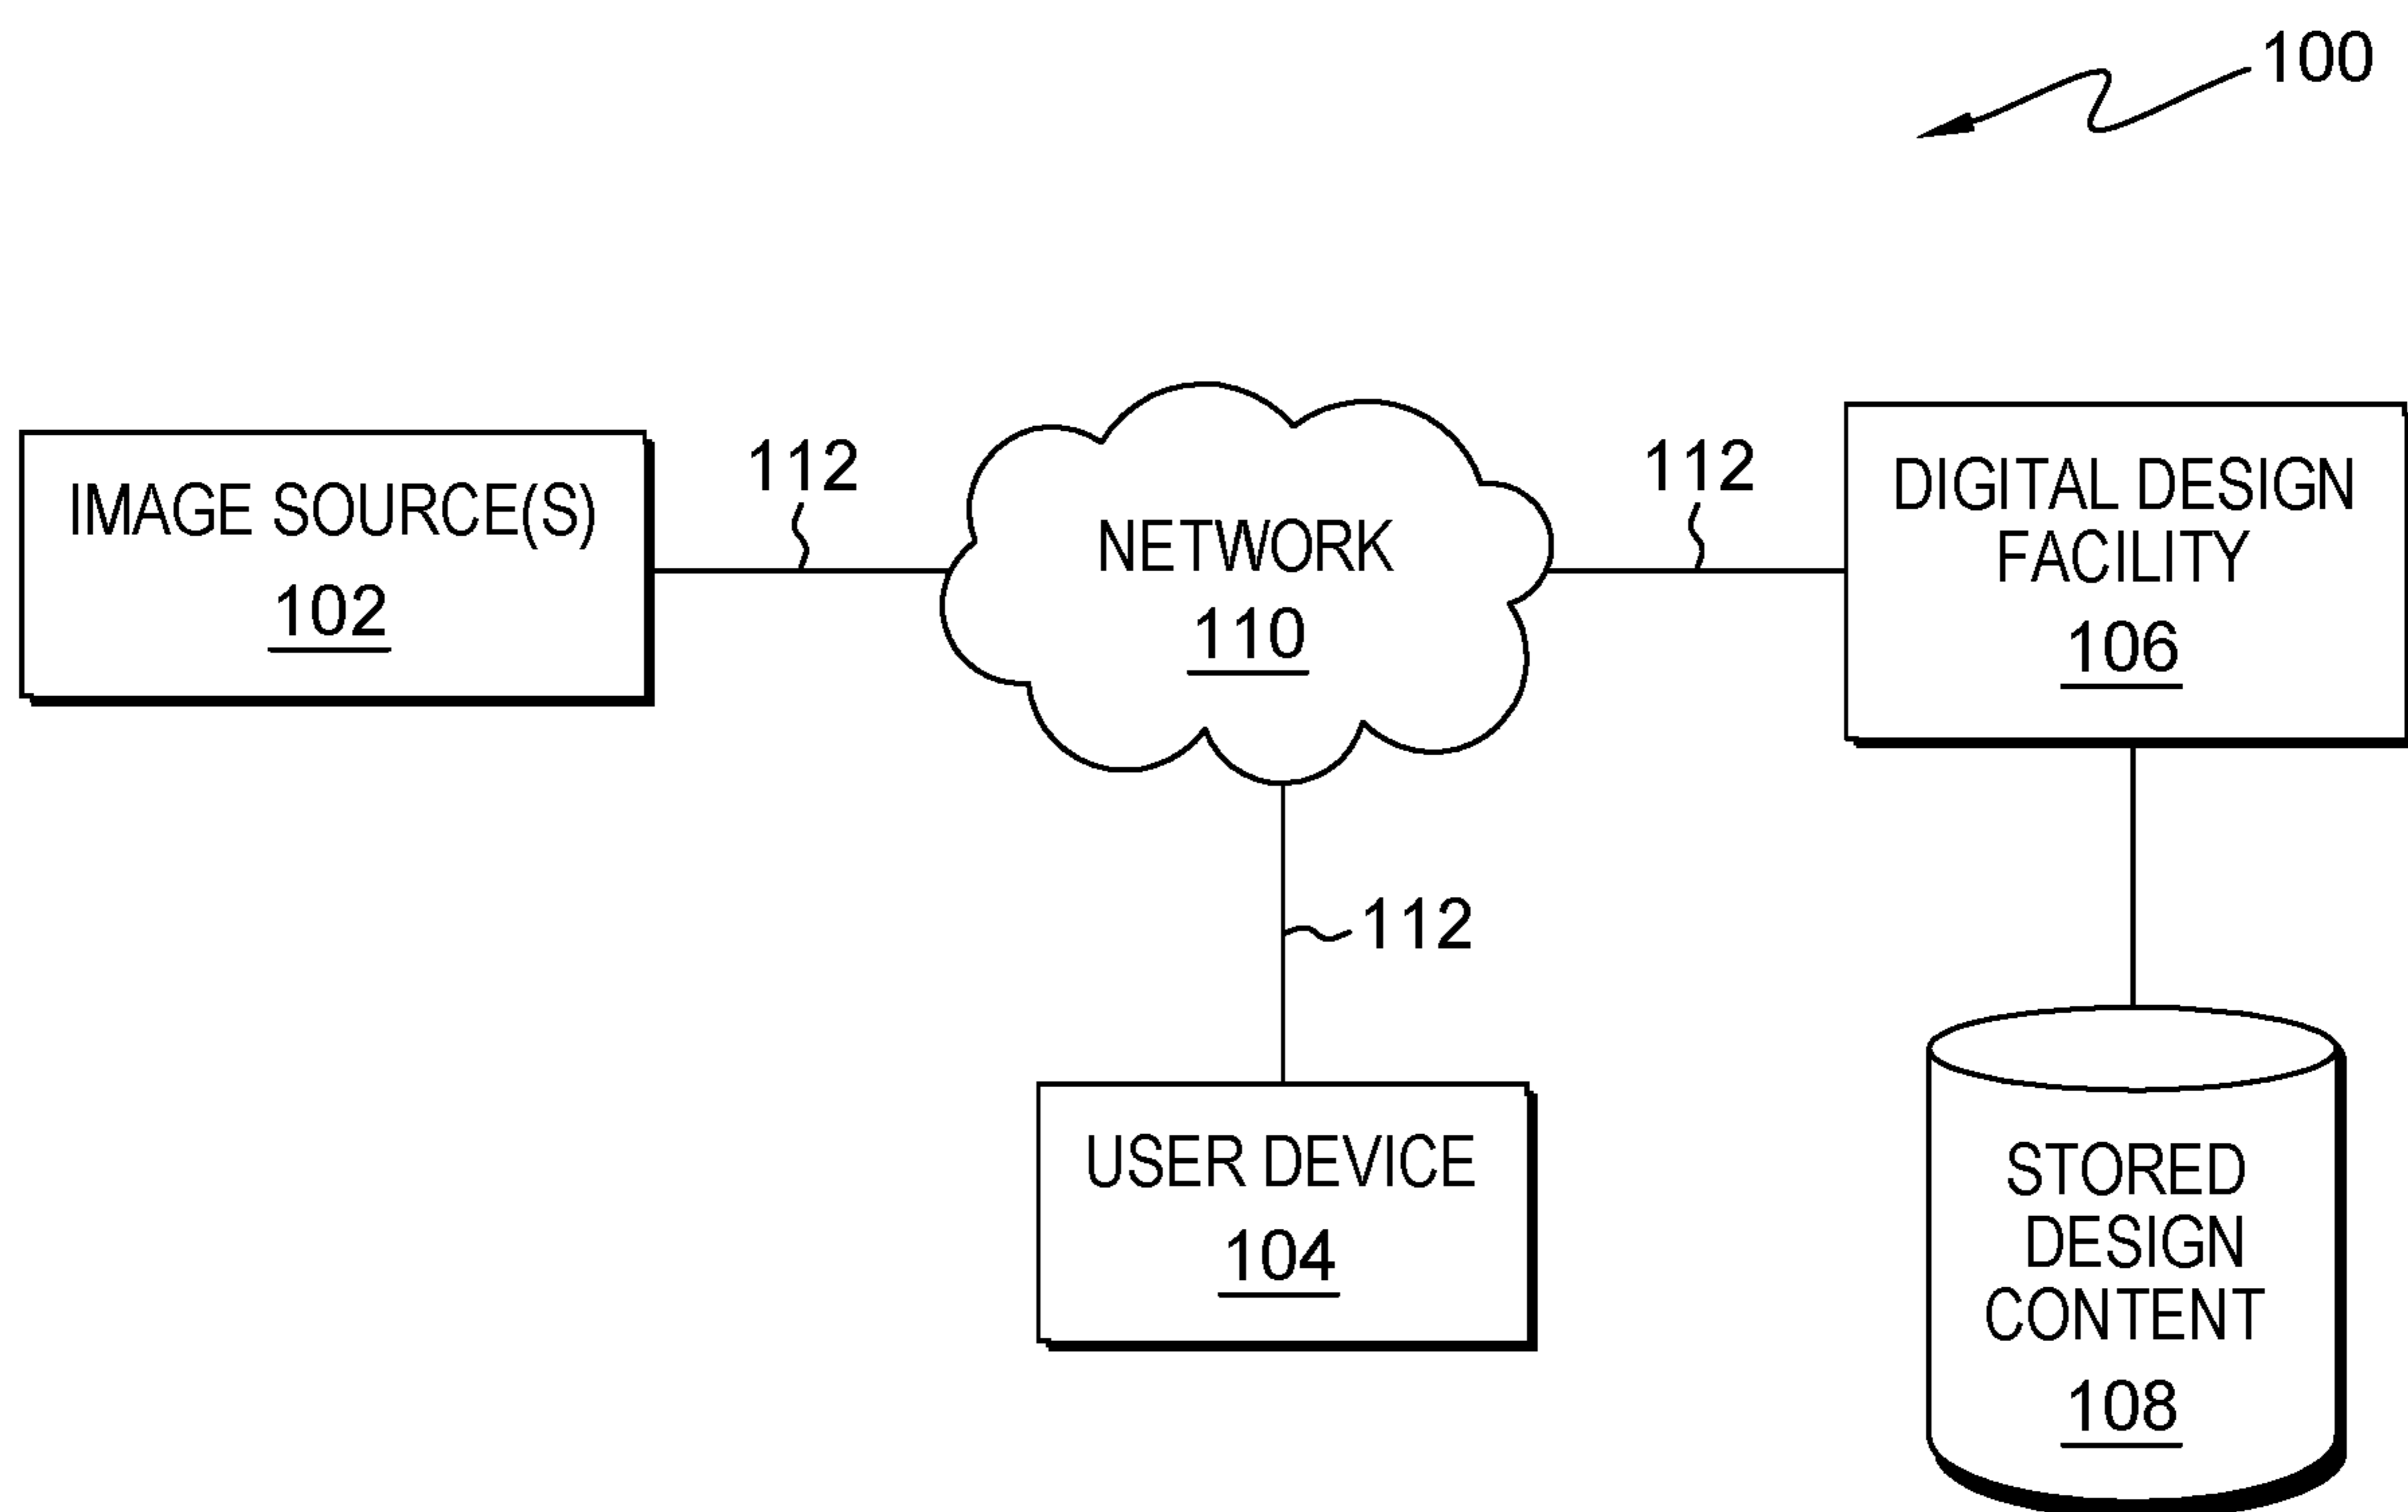 100
IMAGE SOURCE(S)
102
112
NETWORK
110
112
DIGITAL DESIGN
FACILITY
106
112
USER DEVICE
104
STORED
DESIGN
CONTENT
108